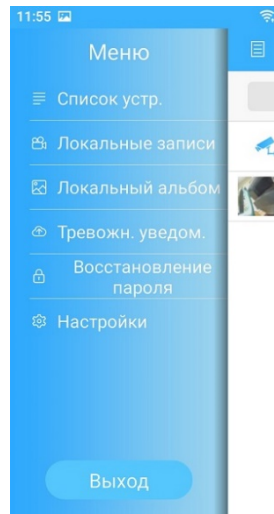 11:55
Меню
Список устр.
Локальные записи
Локальный альбом
Тревожн. уведом.
Восстановление
пароля
Настройки
Выход